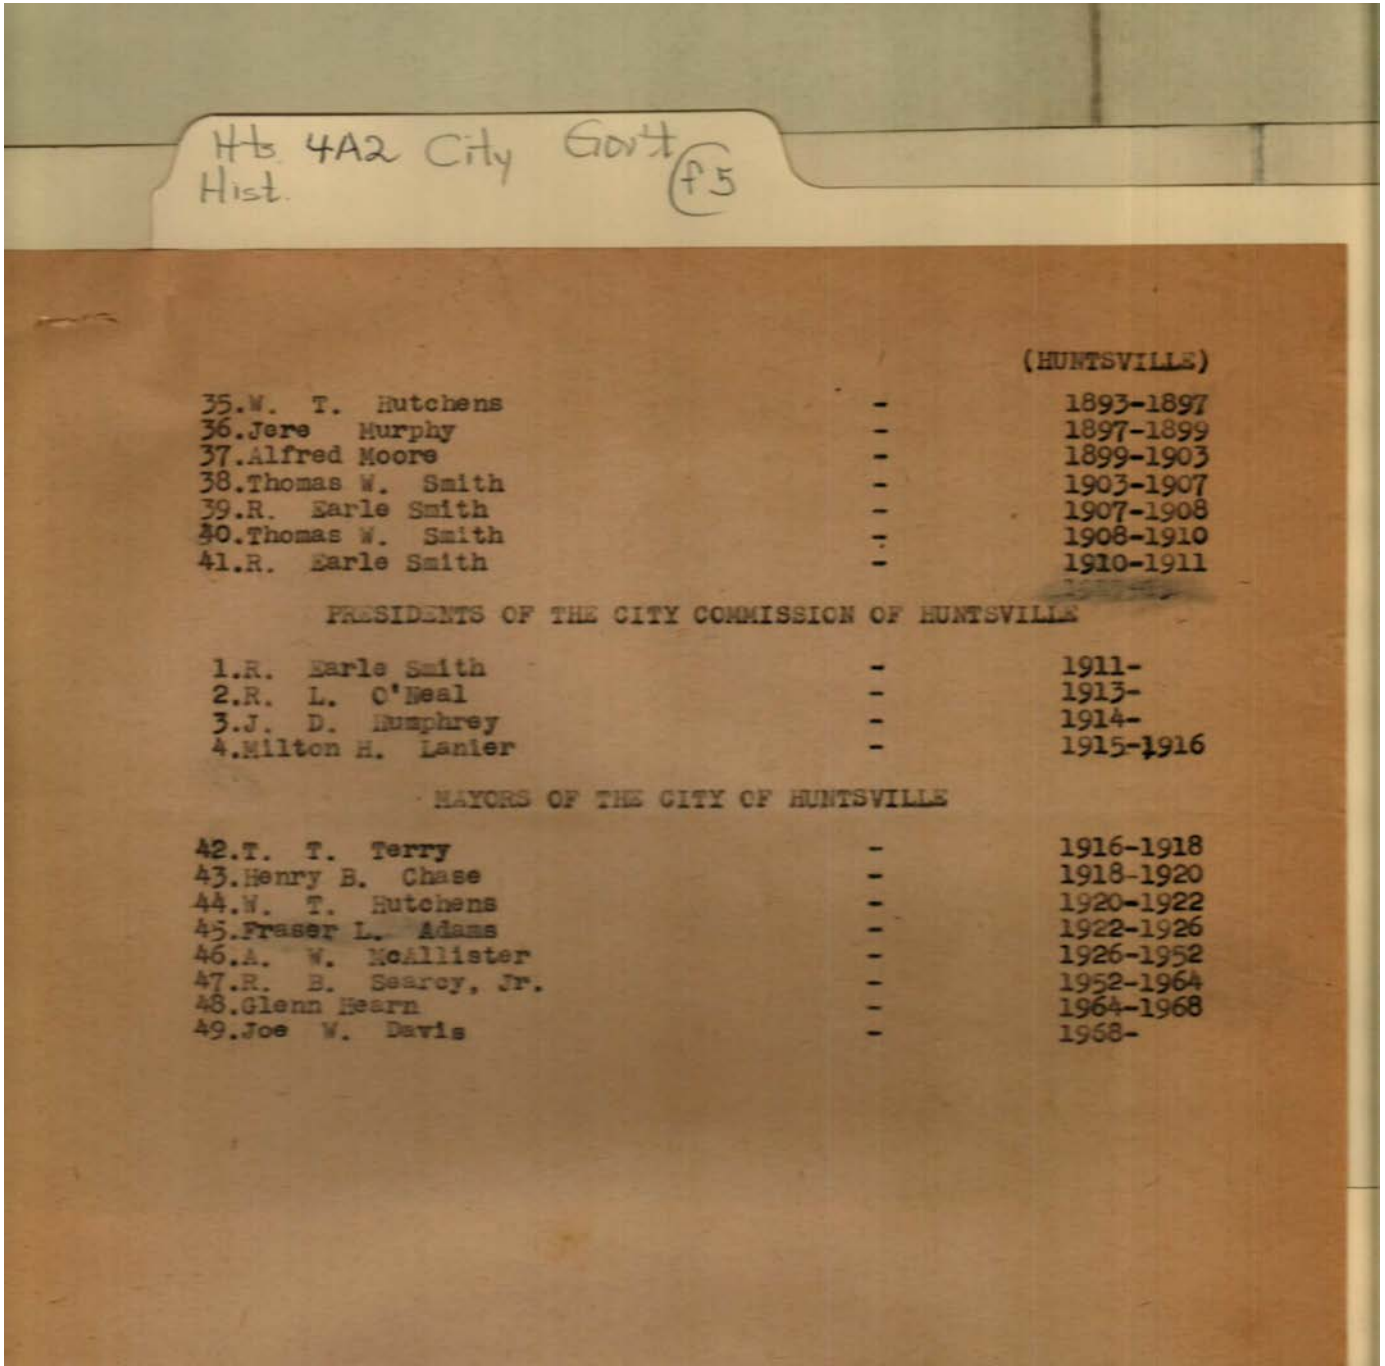 Hts 4A2 City Gov't
Hist. f5
(HUNTSVILLE)
35.W. T. Hutchens - 1893-1897
36.Jere Murphy - 1897-1899
37.Alfred Moore - 1899-1903
38.Thomas W. Smith - 1903-1907
39.R. Earle Smith - 1907-1908
40.Thomas W. Smith - 1908-1910
41.R. Earle Smith - 1910-1911
PRESIDENTS OF THE CITY COMMISSION OF HUNTSVILLE
1.R. Earle Smith - 1911-
2.R. L. O'Neal - 1913-
3.J. D. Humphrey - 1914-
4.Milton H. Lanier - 1915-1916
MAYORS OF THE CITY OF HUNTSVILLE
42.T. T. Terry - 1916-1918
43.Henry B. Chase - 1918-1920
44.W. T. Hutchens - 1920-1922
45.Fraser L. Adams - 1922-1926
46.A. W. McAllister - 1926-1952
47.R. B. Searcy, Jr. - 1952-1964
48.Glenn Hearn - 1964-1968
49.Joe W. Davis - 1968-